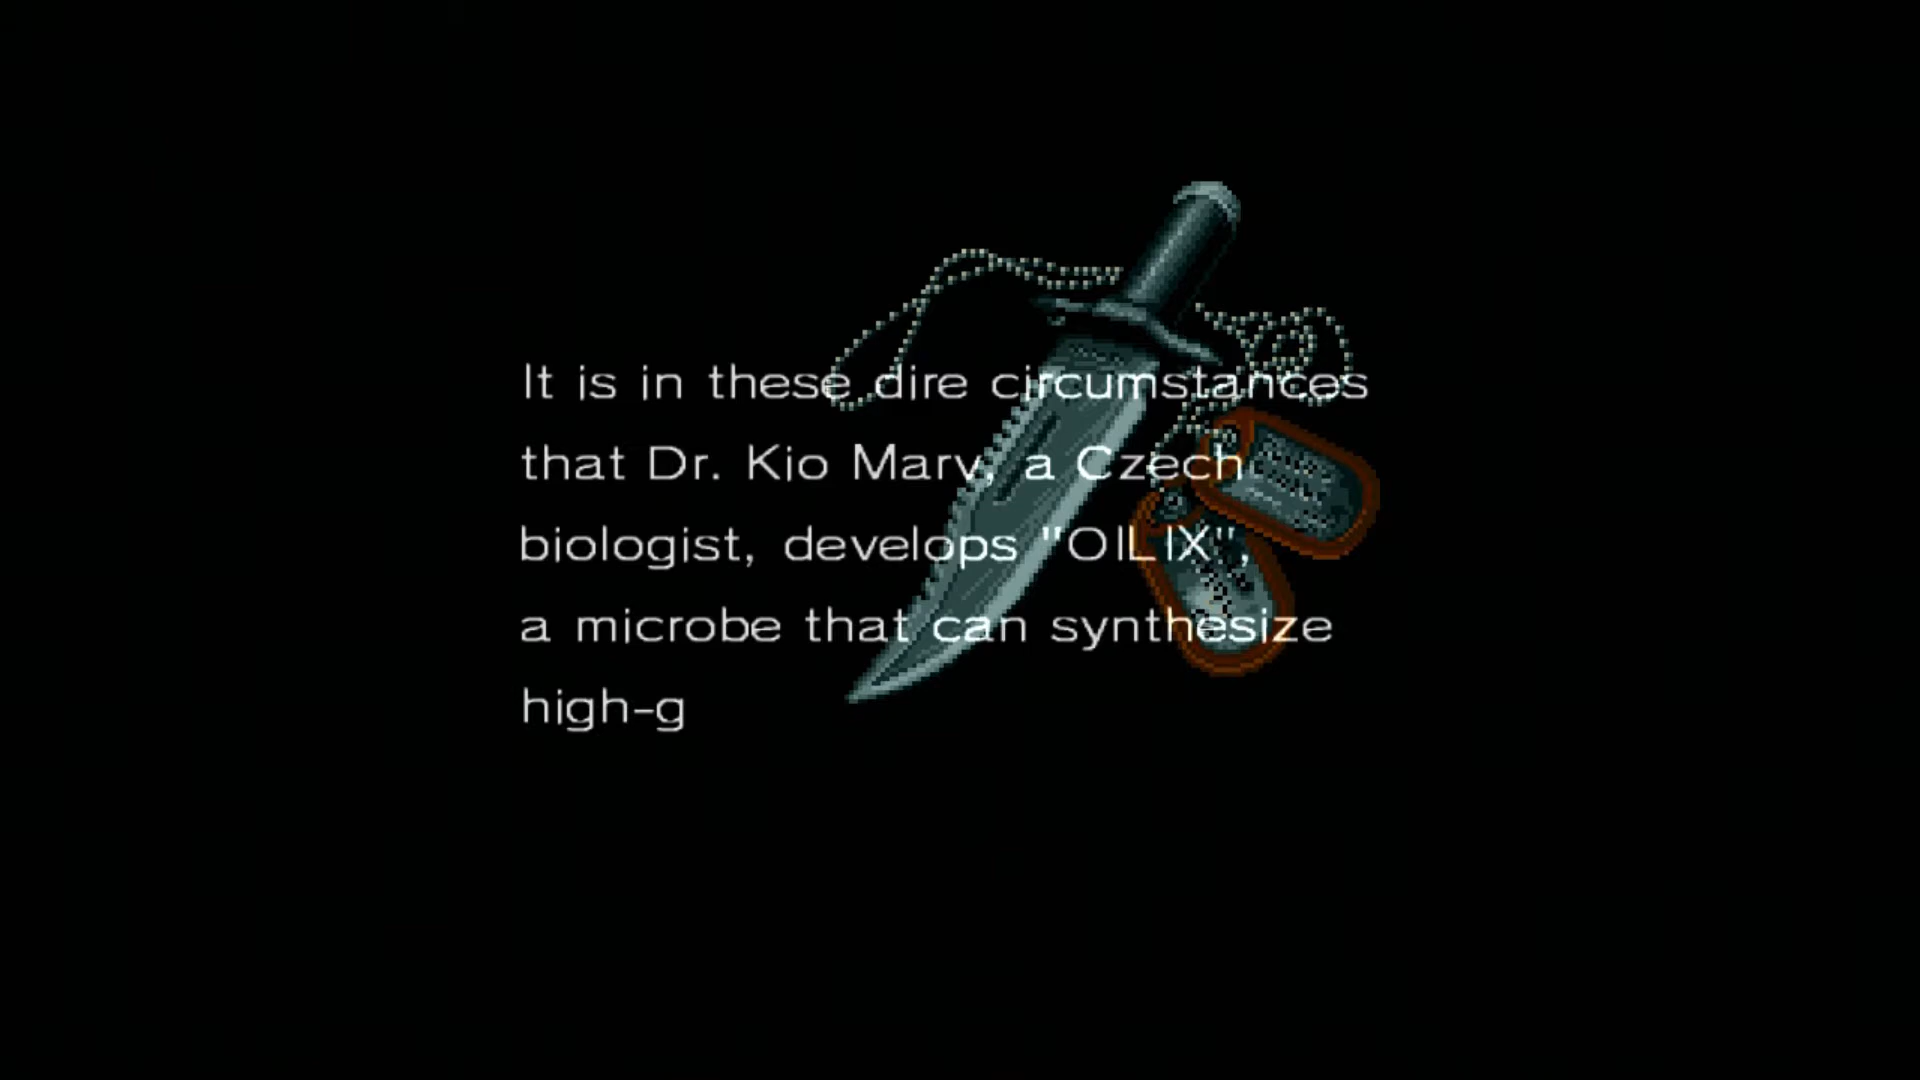 It is in these dire circumstances
that Dr. Kio Marv, a Czech
biologist, develops "OILIX",
a microbe that can synthesize
high-g